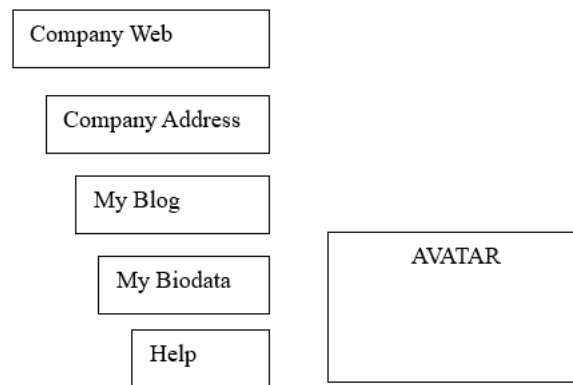 Company Web
Company Address
My Blog
My Biodata
AVATAR
Help